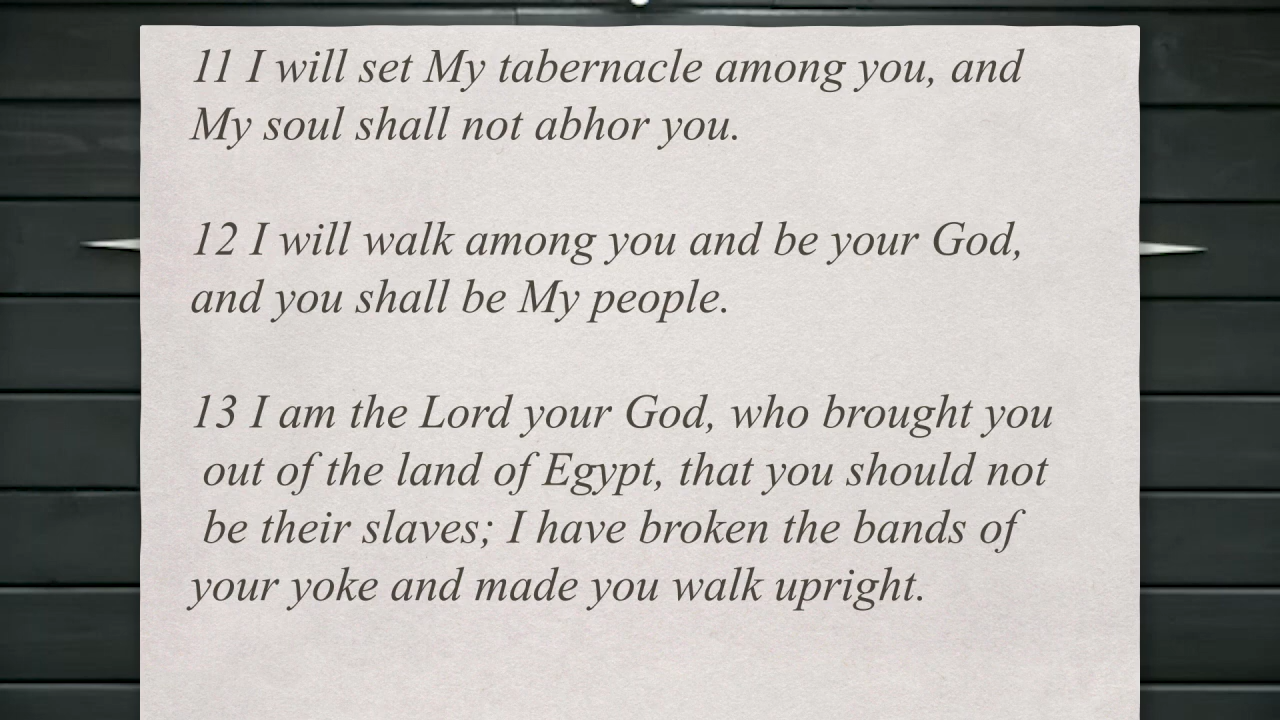 11 I will set My tabernacle among you, and
My soul shall not abhor you.
12 I will walk among you and be your God,
and you shall be My people.
13 I am the Lord your God, who brought you
out of the land of Egypt, that you should not
be their slaves; I have broken the bands of
your yoke and made you walk upright.